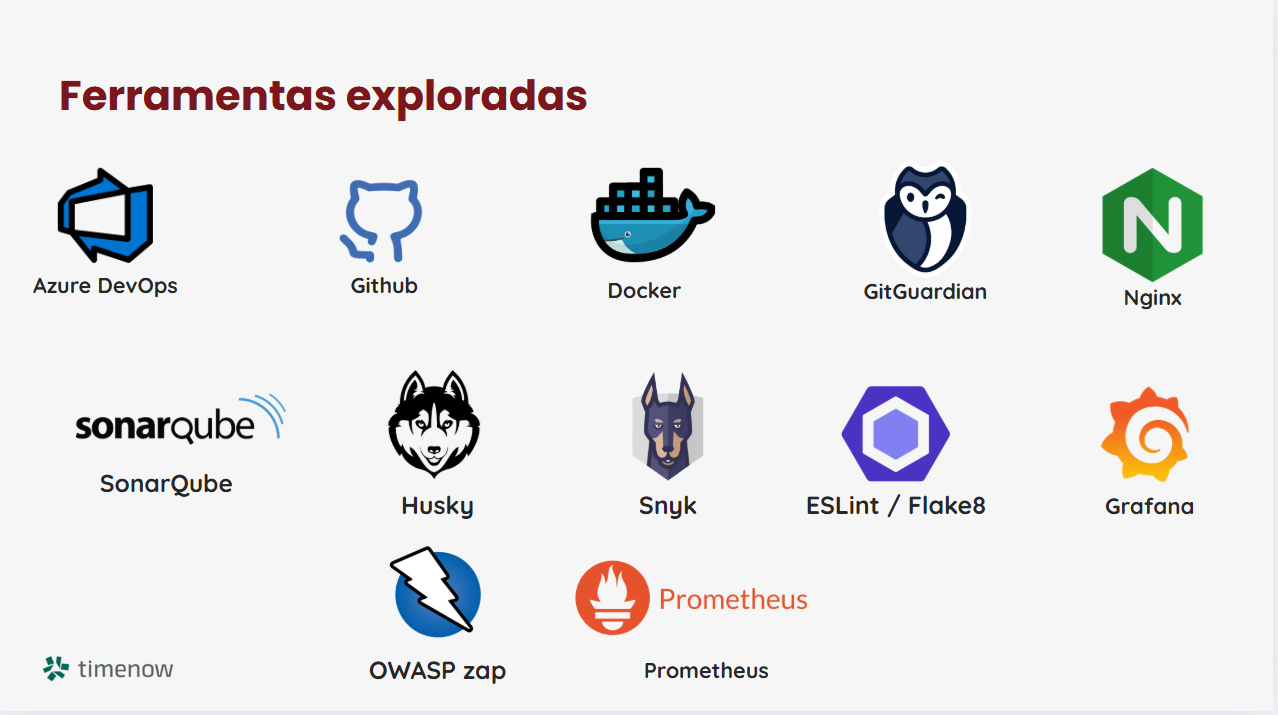 Ferramentas exploradas
Azure DevOps
Github
Docker
GitGuardian
N
Nginx
sonarqube
SonarQube
Husky
Snyk
ESLint / Flake8
Grafana
Prometheus
OWASP zap
Prometheus
timenow